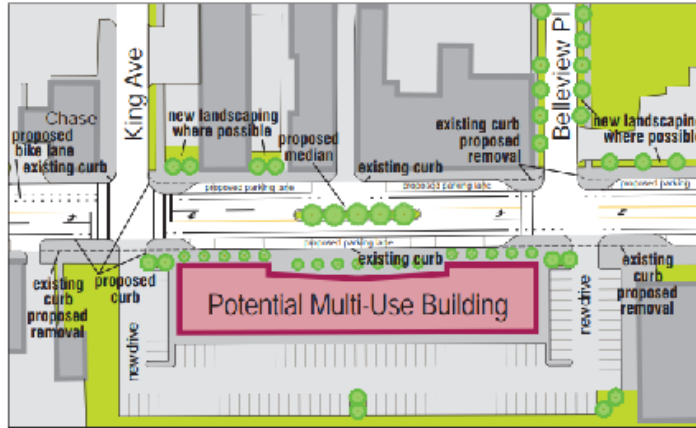 King Ave
Belleview Pl
Chase
proposed
bike lane
existing curb
new landscaping
where possible
proposed
median
existing curb
existing curb
proposed
removal
new landscaping
where possible
proposed parking lane
proposed parking lane
proposed parking
proposed parking lane
existing curb
existing
curb
proposed
removal
proposed
curb
existing
curb
proposed
removal
Potential Multi-Use Building
new drive
new drive